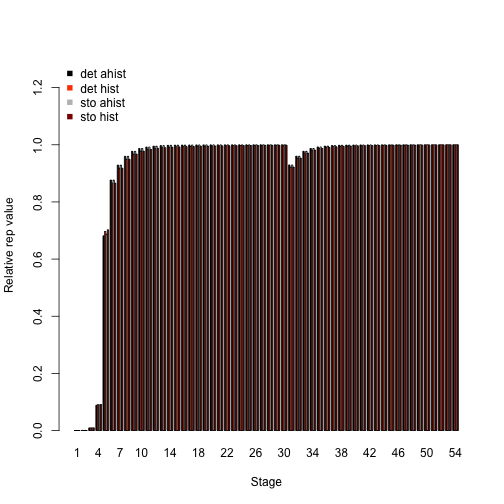 det ahist
det hist
sto ahist
sto hist
Relative rep value
1.2
1.0
0.8
0.6
0.4
0.2
0.0
1 4 7 10 14 18 22 26 30 34 38 42 46 50 54
Stage